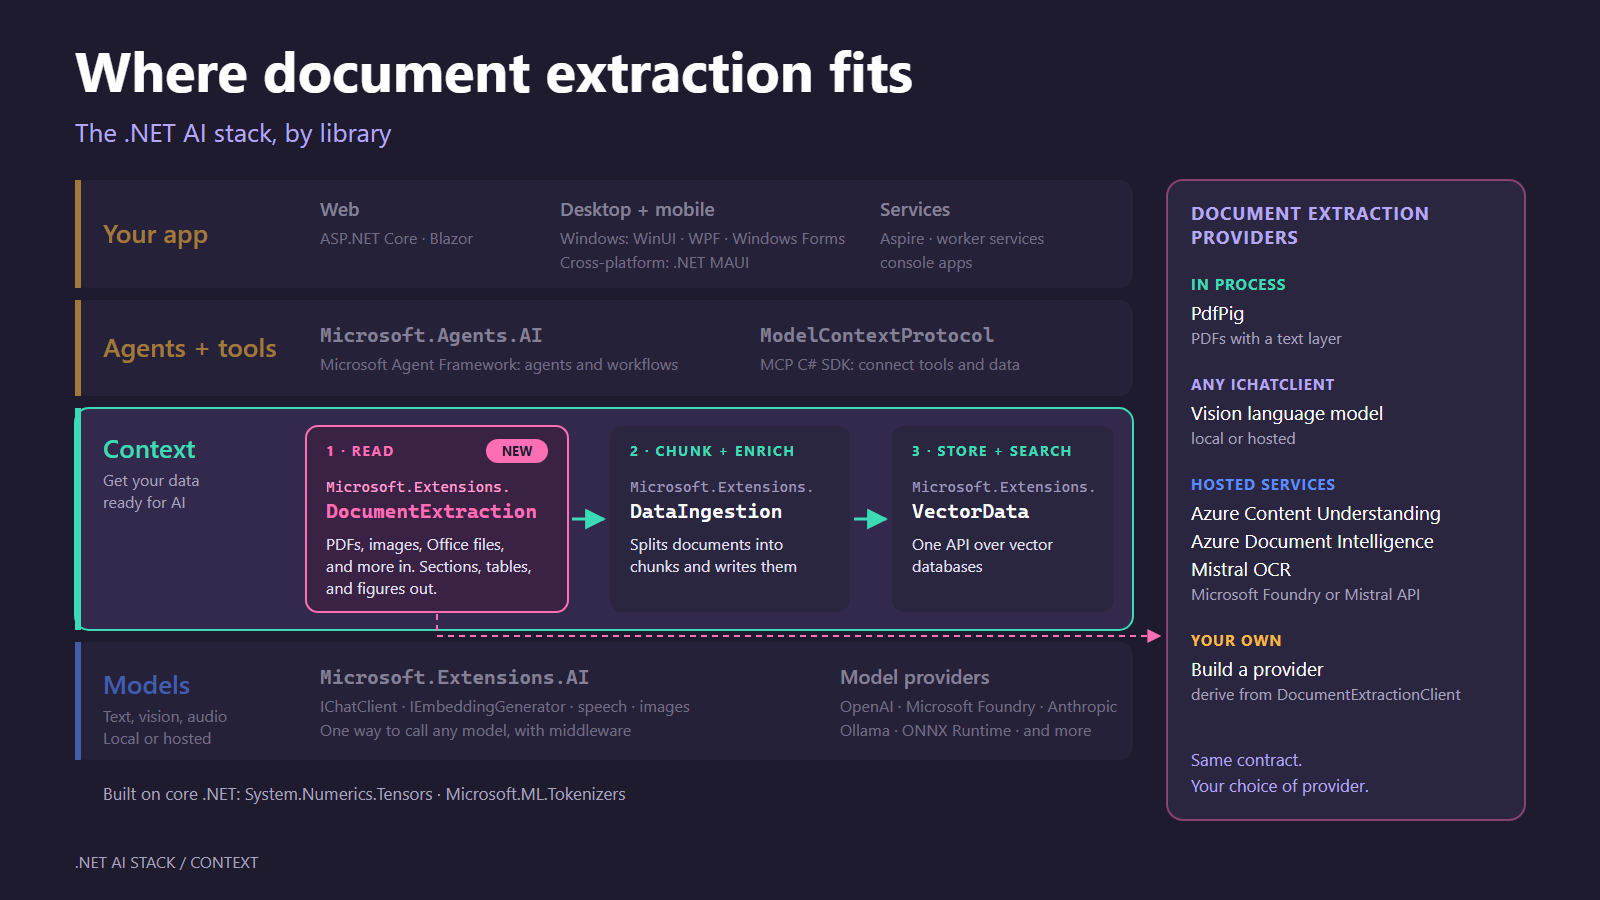 Where document extraction fits
The .NET AI stack, by library
Your app
Web
ASP.NET Core · Blazor
Desktop + mobile
Windows: WinUI · WPF · Windows Forms
Cross-platform: .NET MAUI
Services
Aspire · worker services
console apps
Agents + tools
Microsoft.Agents.AI
Microsoft Agent Framework: agents and workflows
ModelContextProtocol
MCP C# SDK: connect tools and data
Context
Get your data
ready for AI
1 · READ
NEW
Microsoft.Extensions.
DocumentExtraction
PDFs, images, Office files,
and more in. Sections, tables,
and figures out.
2 · CHUNK + ENRICH
Microsoft.Extensions.
DataIngestion
Splits documents into
chunks and writes them
3 · STORE + SEARCH
Microsoft.Extensions.
VectorData
One API over vector
databases
Models
Text, vision, audio
Local or hosted
Microsoft.Extensions.AI
IChatClient · IEmbeddingGenerator · speech · images
One way to call any model, with middleware
Model providers
OpenAI · Microsoft Foundry · Anthropic
Ollama · ONNX Runtime · and more
Built on core .NET: System.Numerics.Tensors · Microsoft.ML.Tokenizers
DOCUMENT EXTRACTION
PROVIDERS
IN PROCESS
PdfPig
PDFs with a text layer
ANY ICHATCLIENT
Vision language model
local or hosted
HOSTED SERVICES
Azure Content Understanding
Azure Document Intelligence
Mistral OCR
Microsoft Foundry or Mistral API
YOUR OWN
Build a provider
derive from DocumentExtractionClient
Same contract.
Your choice of provider.
.NET AI STACK / CONTEXT